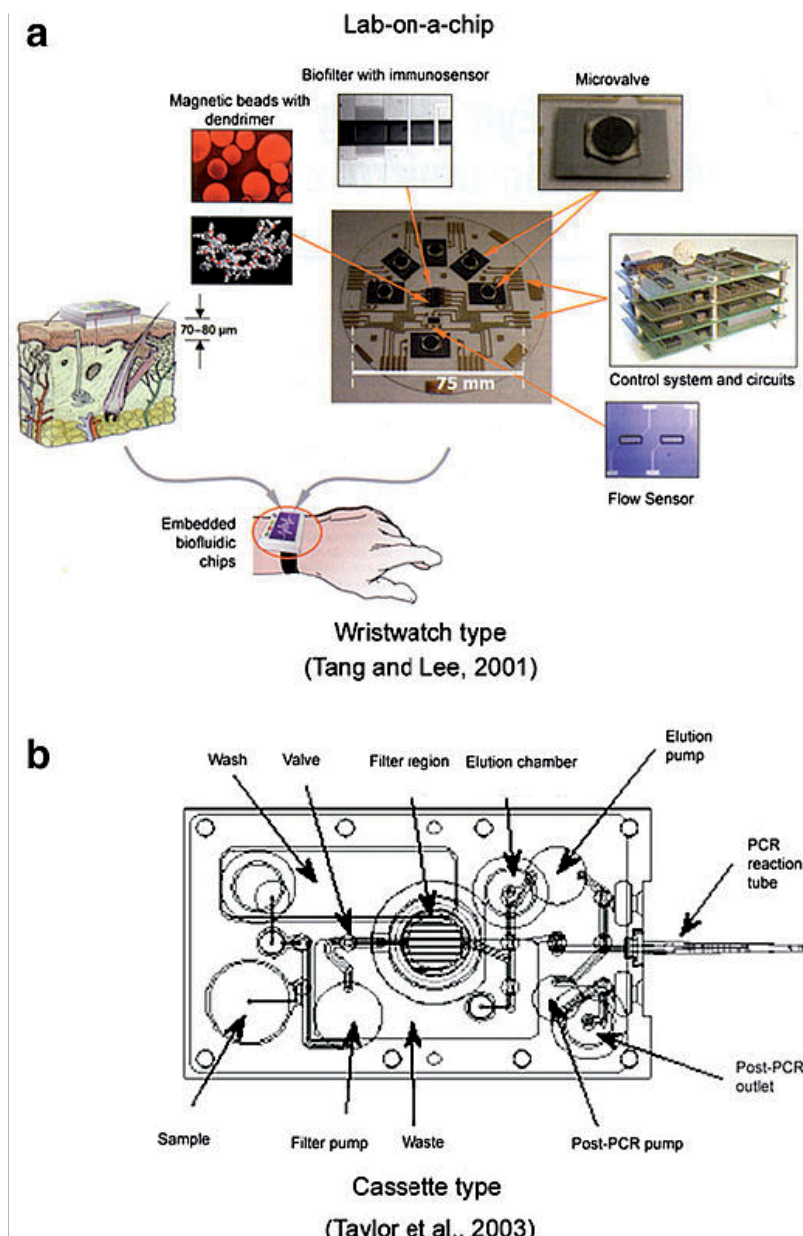 a
Lab-on-a-chip
Biofilter with immunosensor
Microvalve
Magnetic beads with
dendrimer
70–80 µm
75 mm
Control system and circuits
Flow Sensor
Embedded
biofluidic
chips
Wristwatch type
(Tang and Lee, 2001)
b
Wash
Valve
Filter region
Elution chamber
Elution
pump
PCR
reaction
tube
Sample
Filter pump
Waste
Post-PCR pump
Post-PCR
outlet
Cassette type
(Taylor et al., 2003)